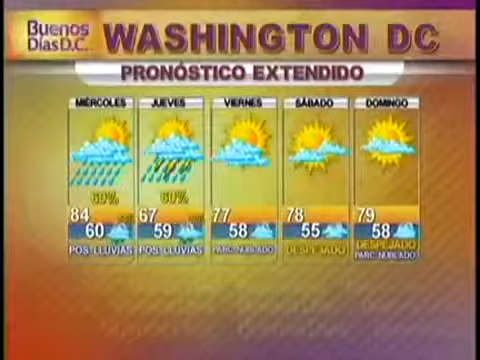 Buenos
Días D.C.
WASHINGTON DC
PRONÓSTICO EXTENDIDO
MIÉRCOLES JUEVES VIERNES SÁBADO DOMINGO
60% 60%
84 67 77 78 79
60 59 58 55 58
POS. LLUVIAS POS. LLUVIAS PARC. NUBLADO DESPEJADO DESPEJADO
PARC. NUBLADO